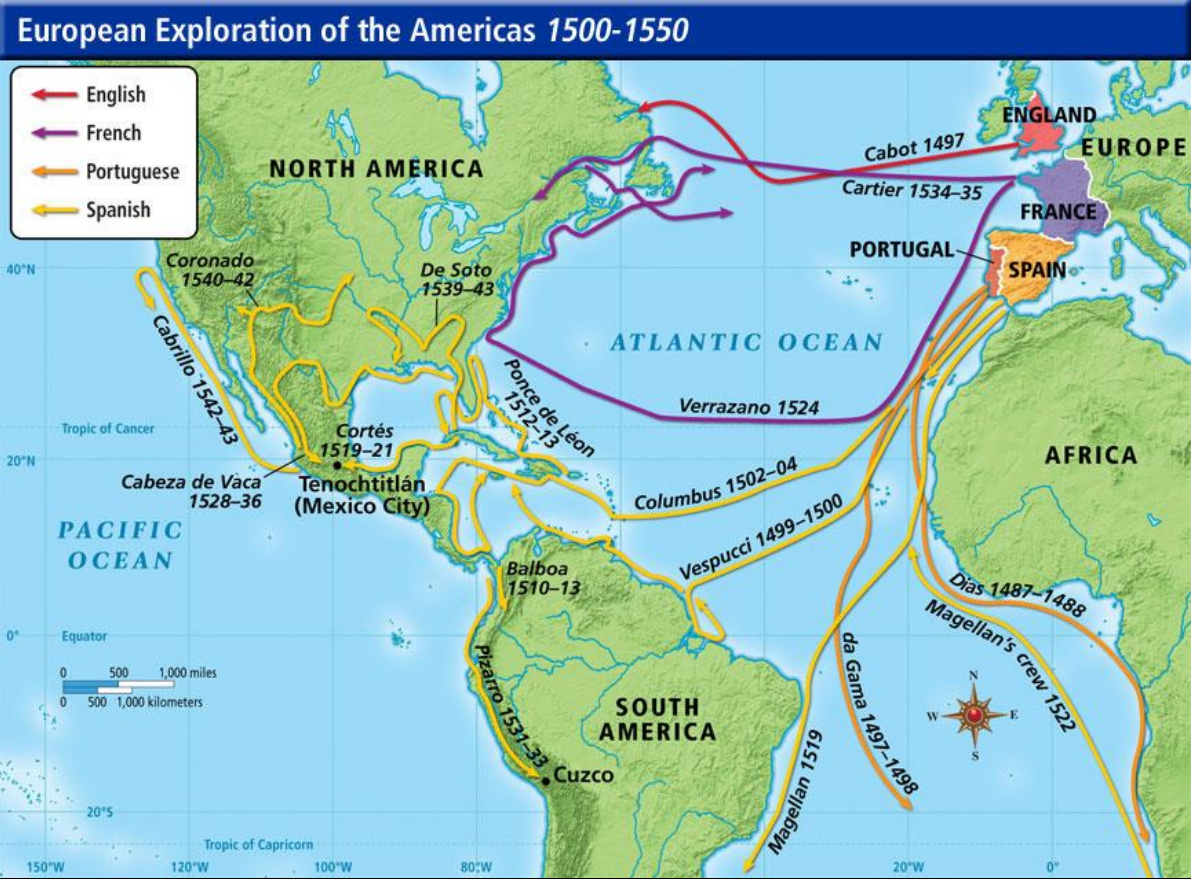 European Exploration of the Americas 1500-1550
English
French
Portuguese
Spanish
NORTH AMERICA
ENGLAND
EUROPE
Cabot 1497
Cartier 1534–35
FRANCE
PORTUGAL
SPAIN
40°N
Coronado
1540–42
De Soto
1539–43
ATLANTIC OCEAN
Cabrillo 1542–43
Ponce de Léon
1512–13
Verrazano 1524
Tropic of Cancer
Cortés
1519–21
20°N
AFRICA
Cabeza de Vaca
1528–36
Tenochtitlán
(Mexico City)
Columbus 1502–04
PACIFIC
OCEAN
Vespucci 1499–1500
Balboa
1510–13
Dias 1487–1488
Magellan's crew 1522
0°
Equator
0 500 1,000 miles
0 500 1,000 kilometers
Pizarro 1531–33
da Gama 1497–1498
SOUTH
AMERICA
N
W E
S
Magellan 1519
Cuzco
20°S
Tropic of Capricorn
150°W
120°W
100°W
80°W
20°W
0°